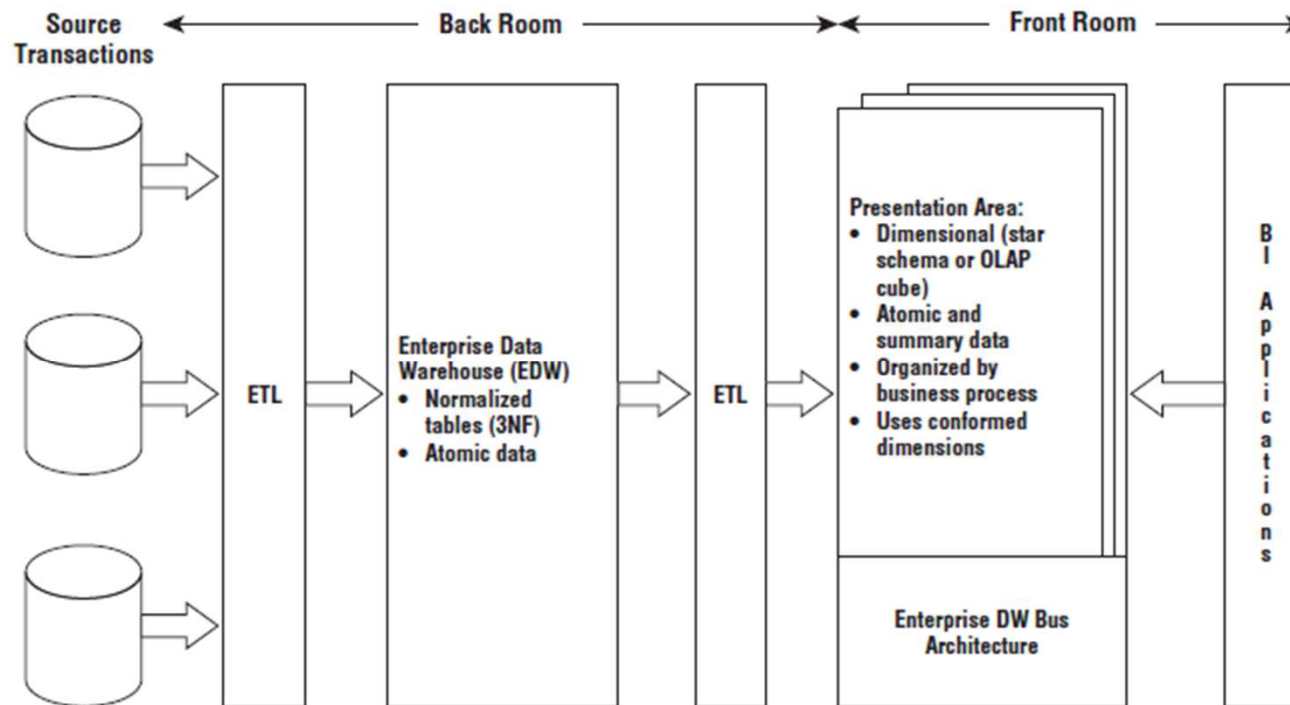 Source
Transactions
Back Room
Front Room
ETL
Enterprise Data
Warehouse (EDW)
• Normalized
tables (3NF)
• Atomic data
ETL
Presentation Area:
• Dimensional (star
schema or OLAP
cube)
• Atomic and
summary data
• Organized by
business process
• Uses conformed
dimensions
Enterprise DW Bus
Architecture
BI Applications